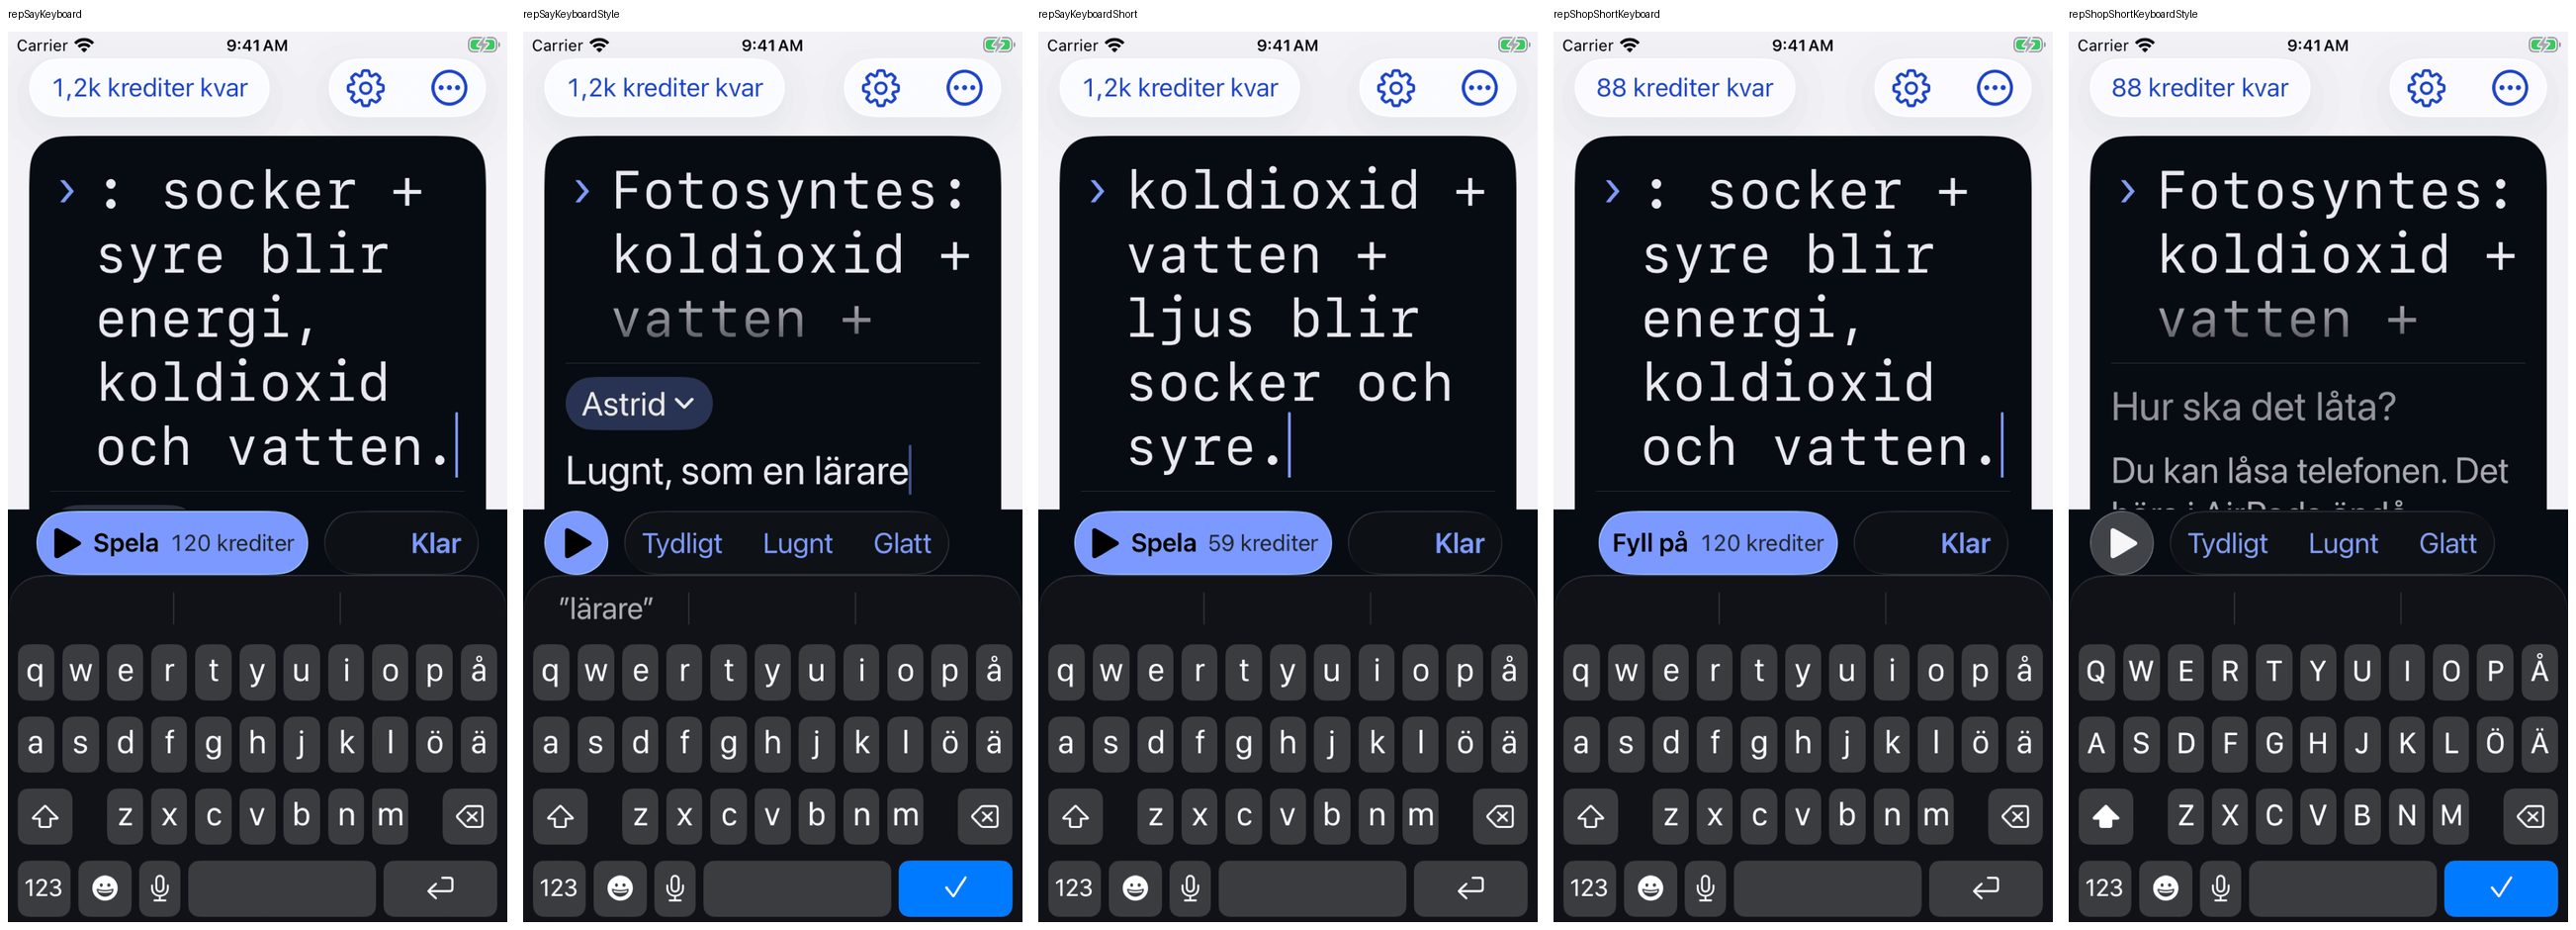 repSayKeyboard
Carrier 9:41 AM
1,2k krediter kvar
: socker +
syre blir
energi,
koldioxid
och vatten.
Spela 120 krediter Klar
q w e r t y u i o p å
a s d f g h j k l ö ä
z x c v b n m
123
repSayKeyboardStyle
Carrier 9:41 AM
1,2k krediter kvar
Fotosyntes:
koldioxid +
vatten +
Astrid
Lugnt, som en lärare
Tydligt Lugnt Glatt
"lärare"
q w e r t y u i o p å
a s d f g h j k l ö ä
z x c v b n m
123
repSayKeyboardShort
Carrier 9:41 AM
1,2k krediter kvar
koldioxid +
vatten +
ljus blir
socker och
syre.
Spela 59 krediter Klar
q w e r t y u i o p å
a s d f g h j k l ö ä
z x c v b n m
123
repShopShortKeyboard
Carrier 9:41 AM
88 krediter kvar
: socker +
syre blir
energi,
koldioxid
och vatten.
Fyll på 120 krediter Klar
q w e r t y u i o p å
a s d f g h j k l ö ä
z x c v b n m
123
repShopShortKeyboardStyle
Carrier 9:41 AM
88 krediter kvar
Fotosyntes:
koldioxid +
vatten +
Hur ska det låta?
Du kan låsa telefonen. Det
Tydligt Lugnt Glatt
Q W E R T Y U I O P Å
A S D F G H J K L Ö Ä
Z X C V B N M
123